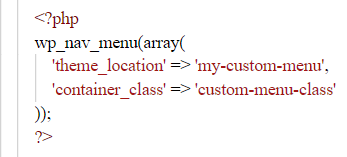 <?php
wp_nav_menu(array(
'theme_location' => 'my-custom-menu',
'container_class' => 'custom-menu-class'
));
?>